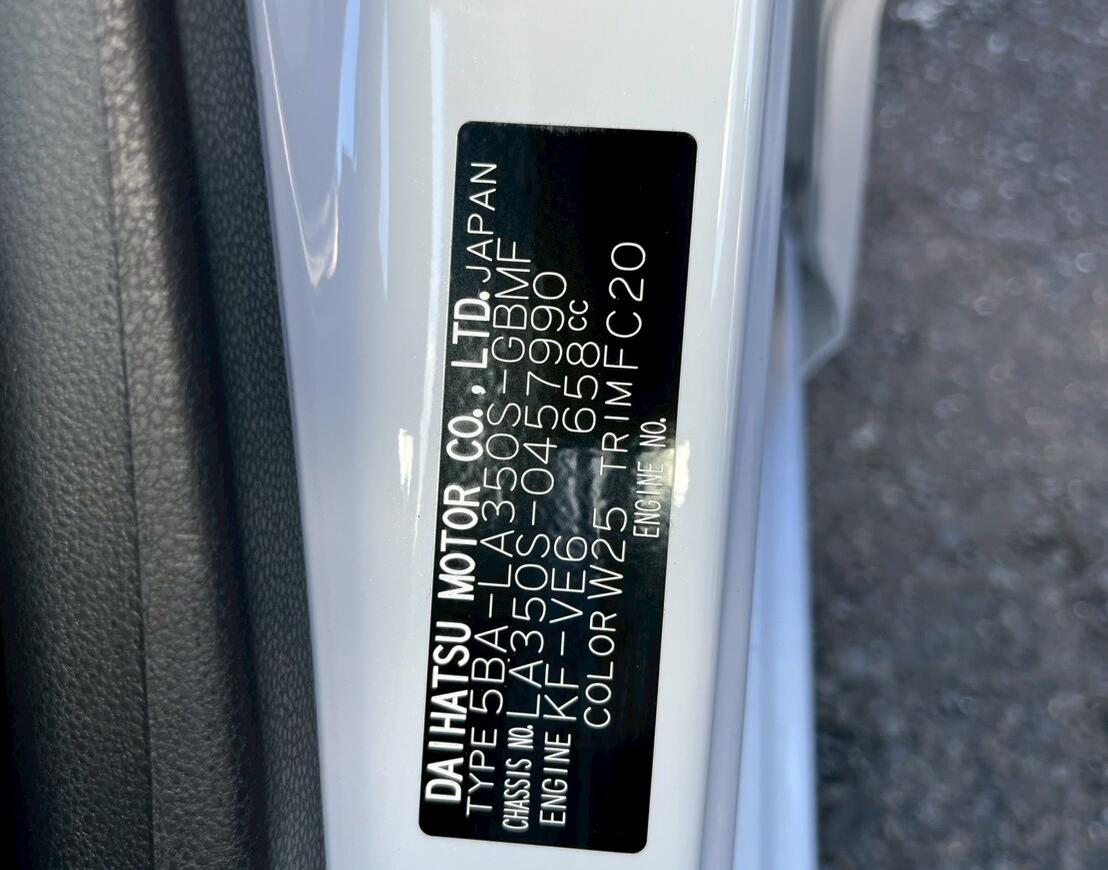 DAIHATSU MOTOR CO., LTD. JAPAN
TYPE 5BA-LA350S-GBMF
CHASSIS NO. LA350S-0457990
ENGINE KF-VE6 658cc
COLOR W25 TRIM FC20
ENGINE NO.